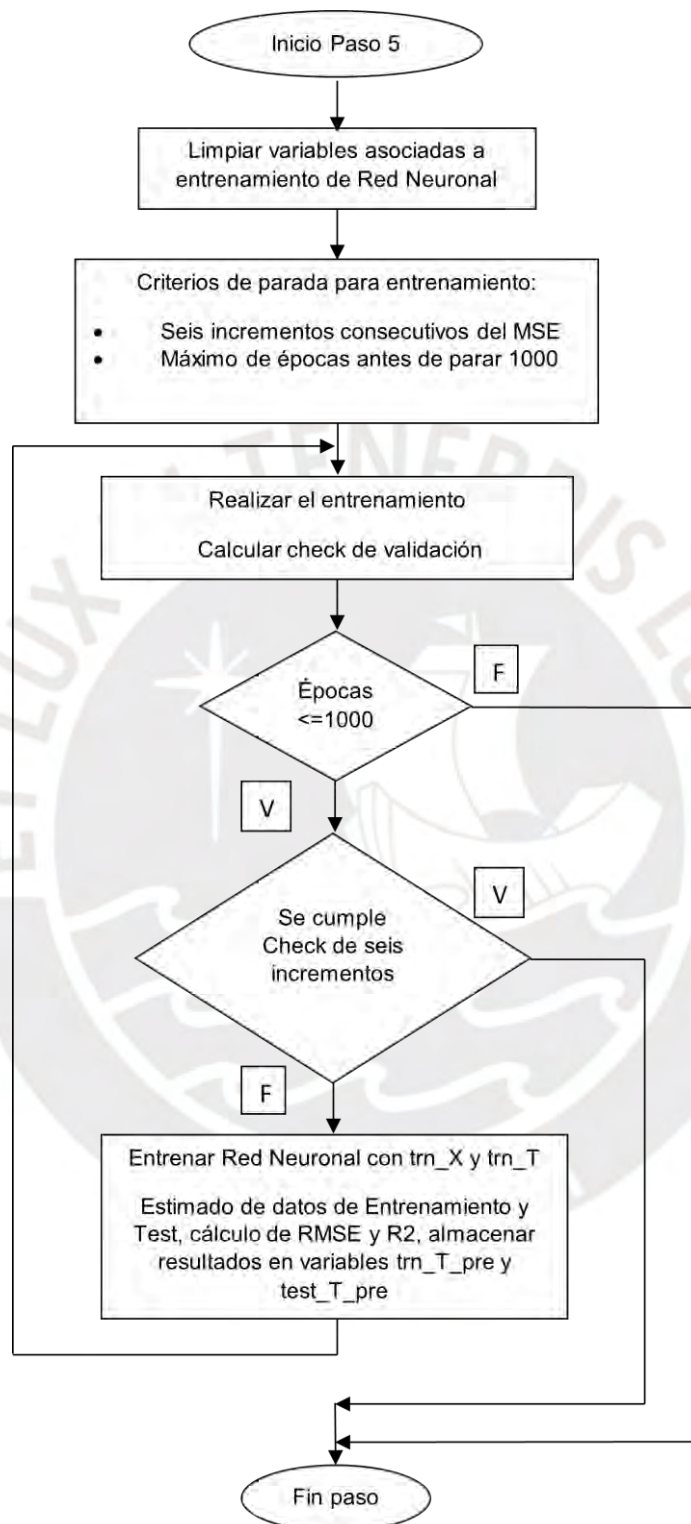 Inicio Paso 5
Limpiar variables asociadas a
entrenamiento de Red Neuronal
Criterios de parada para entrenamiento:
• Seis incrementos consecutivos del MSE
• Máximo de épocas antes de parar 1000
Realizar el entrenamiento
Calcular check de validación
Épocas
<=1000
F
V
Se cumple
Check de seis
incrementos
V
F
Entrenar Red Neuronal con trn_X y trn_T
Estimado de datos de Entrenamiento y
Test, cálculo de RMSE y R2, almacenar
resultados en variables trn_T_pre y
test_T_pre
Fin paso